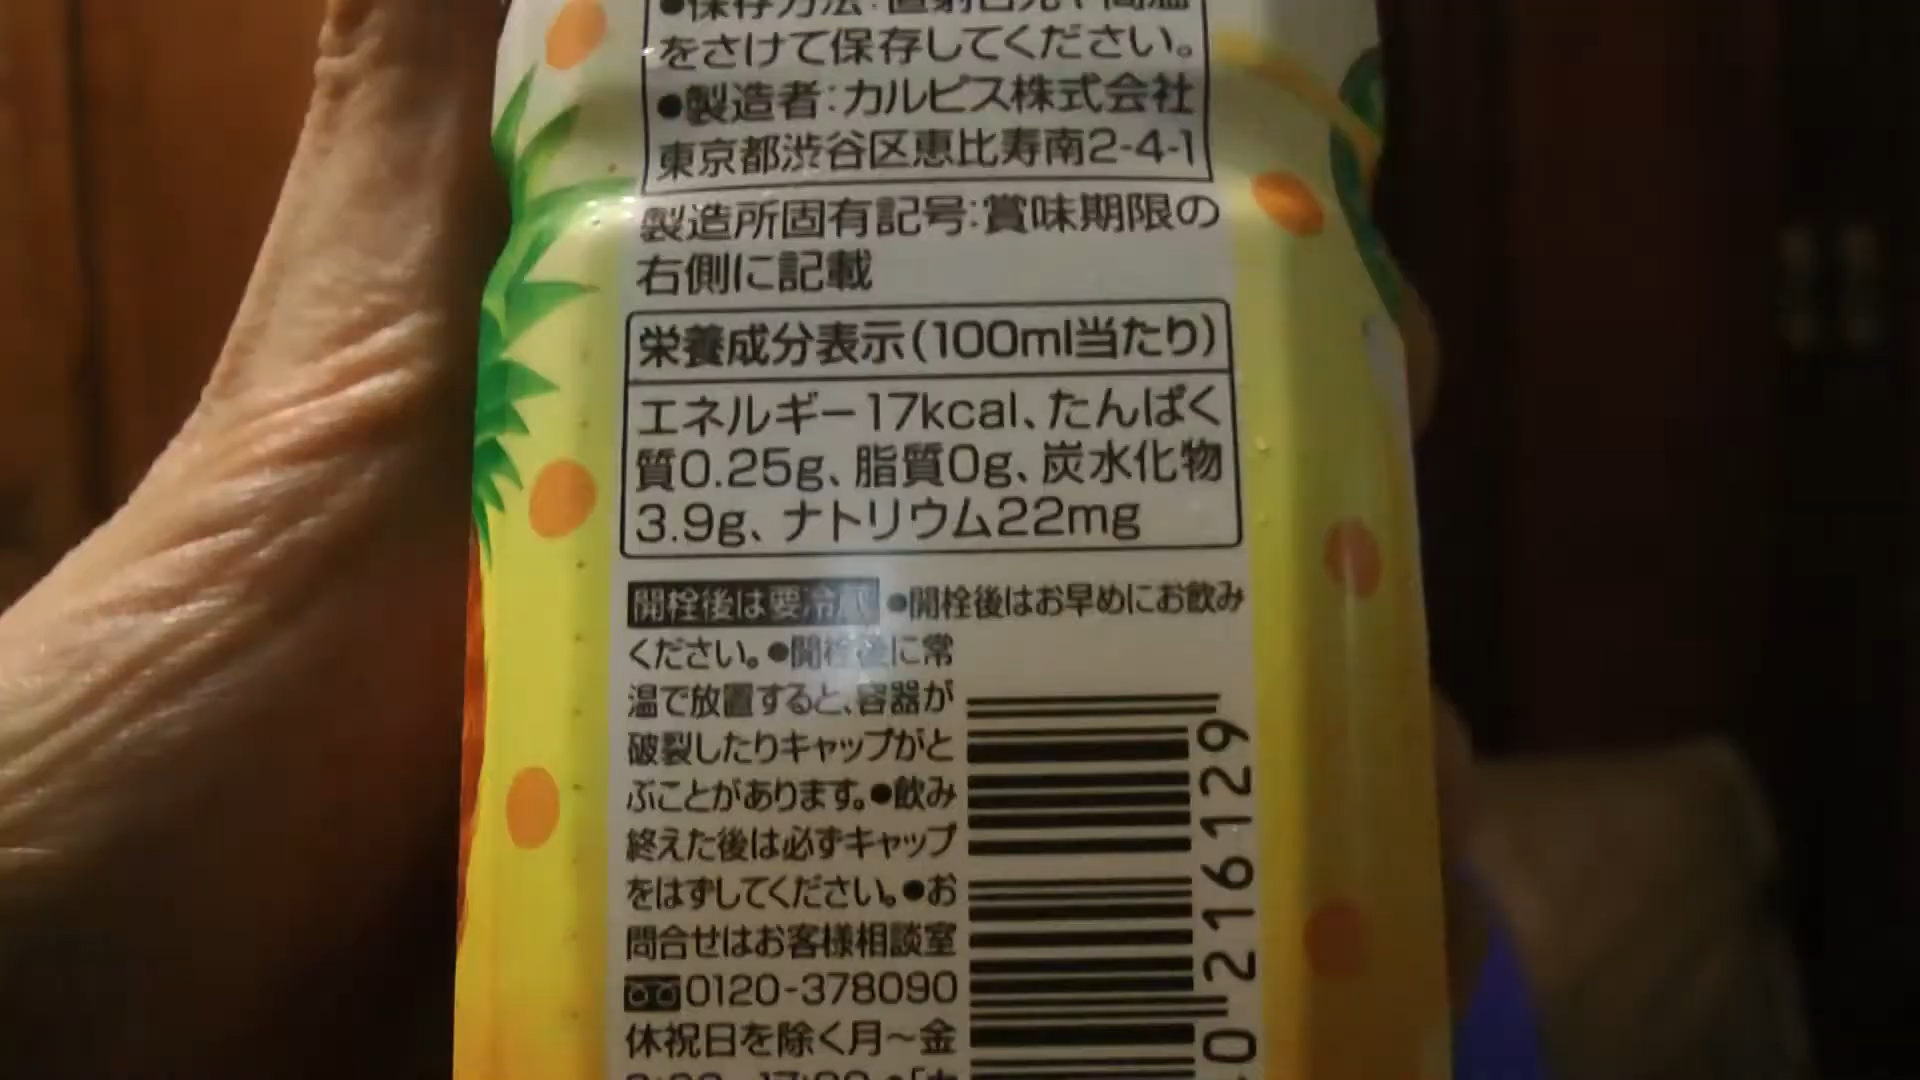 ●保存方法:直射日光や高温
をさけて保存してください。
●製造者:カルピス株式会社
東京都渋谷区恵比寿南2-4-1
製造所固有記号:賞味期限の
右側に記載
栄養成分表示(100ml当たり)
エネルギー17kcal、たんぱく
質0.25g、脂質0g、炭水化物
3.9g、ナトリウム22mg
開栓後は要冷蔵 ●開栓後はお早めにお飲み
ください。●開栓後に常
温で放置すると、容器が
破裂したりキャップがと
ぶことがあります。●飲み
終えた後は必ずキャップ
をはずしてください。●お
問合せはお客様相談室
0120-378090
休祝日を除く月〜金
0 216129